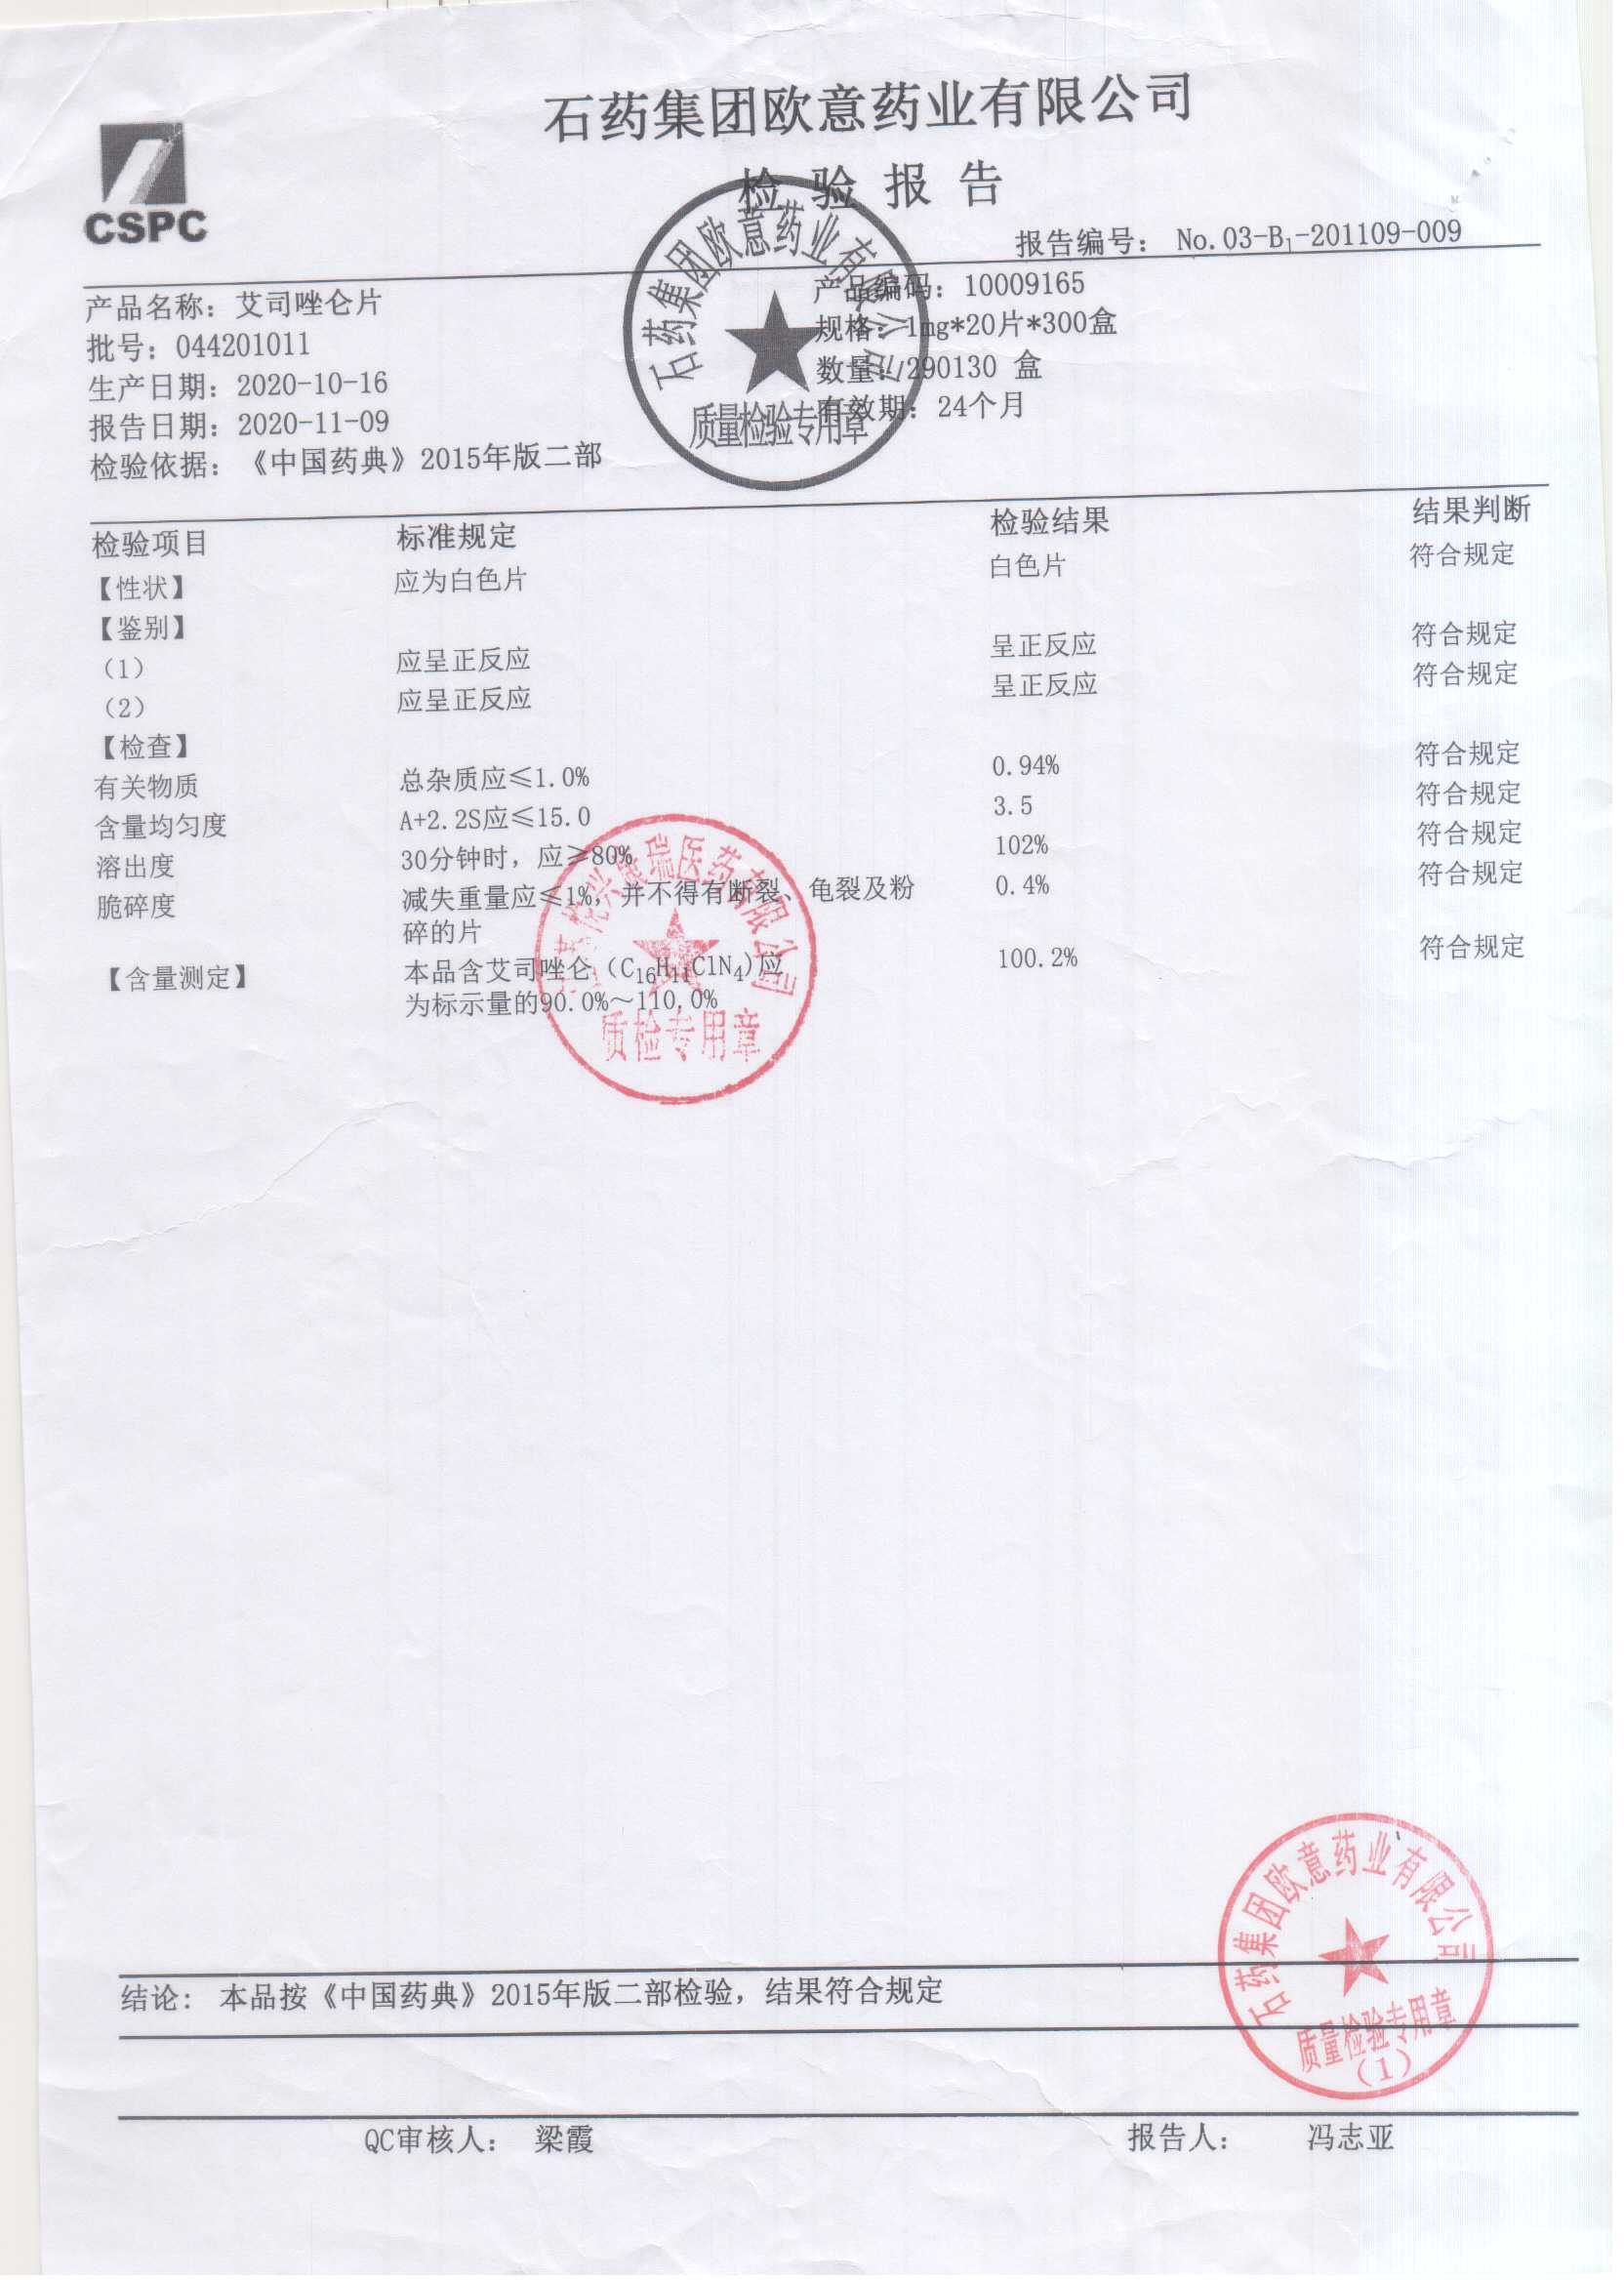 石药集团欧意药业有限公司
CSPC
检验报告
报告编号： No.03-B₁-201109-009
产品名称：艾司唑仑片 产品编码：10009165
批号：044201011 规格：1mg*20片*300盒
生产日期：2020-10-16 数量：/290130 盒
报告日期：2020-11-09 有效期：24个月
检验依据：《中国药典》2015年版二部
石药集团欧意药业有限公司
质量检验专用章
检验项目 标准规定 检验结果 结果判断
【性状】 应为白色片 白色片 符合规定
【鉴别】
（1） 应呈正反应 呈正反应 符合规定
（2） 应呈正反应 呈正反应 符合规定
【检查】
有关物质 总杂质应≤1.0% 0.94% 符合规定
含量均匀度 A+2.2S应≤15.0 3.5 符合规定
溶出度 30分钟时，应≥80% 102% 符合规定
脆碎度 减失重量应≤1%，并不得有断裂、龟裂及粉 0.4% 符合规定
碎的片
【含量测定】 本品含艾司唑仑（C₁₆H₁₁ClN₄)应 100.2% 符合规定
为标示量的90.0%～110.0%
瑞医药有限公司
质检专用章
石药集团欧意药业有限公司
质量检验专用章
(1)
结论： 本品按《中国药典》2015年版二部检验，结果符合规定
QC审核人： 梁霞 报告人： 冯志亚